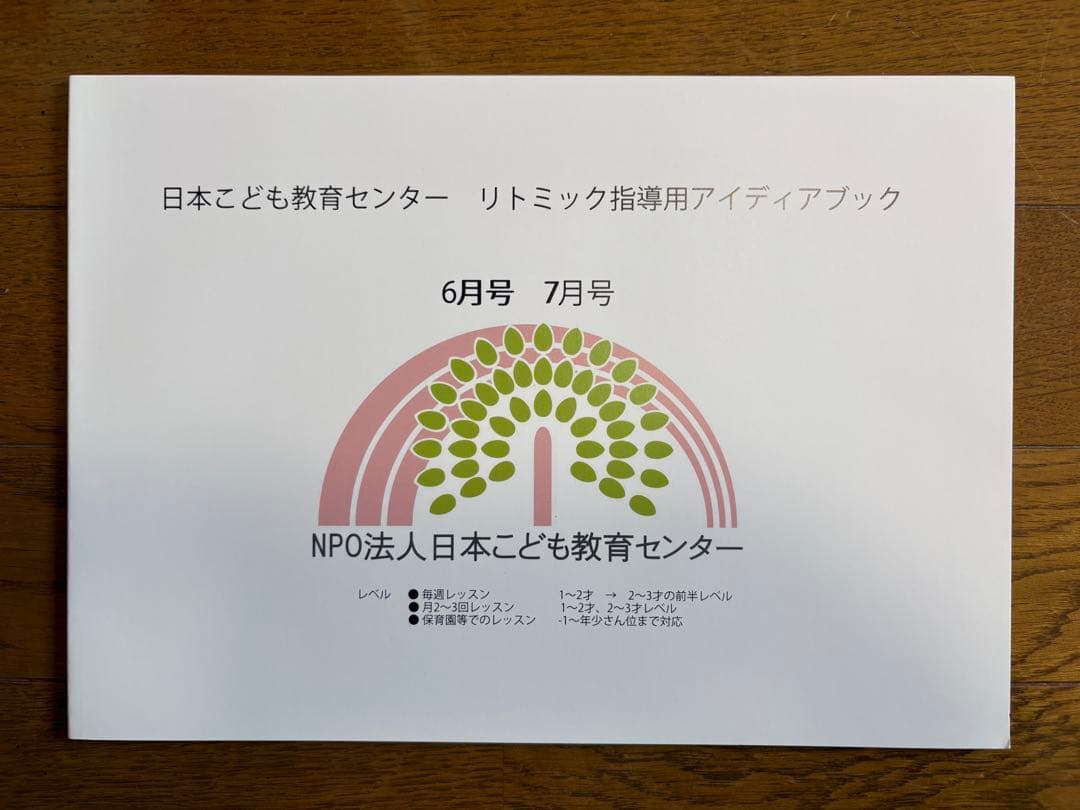 日本こども教育センター　リトミック指導用アイディアブック
6月号　7月号
NPO法人日本こども教育センター
レベル　●毎週レッスン　1〜2才　→　2〜3才の前半レベル
●月2〜3回レッスン　1〜2才、2〜3才レベル
●保育園等でのレッスン　-1〜年少さん位まで対応